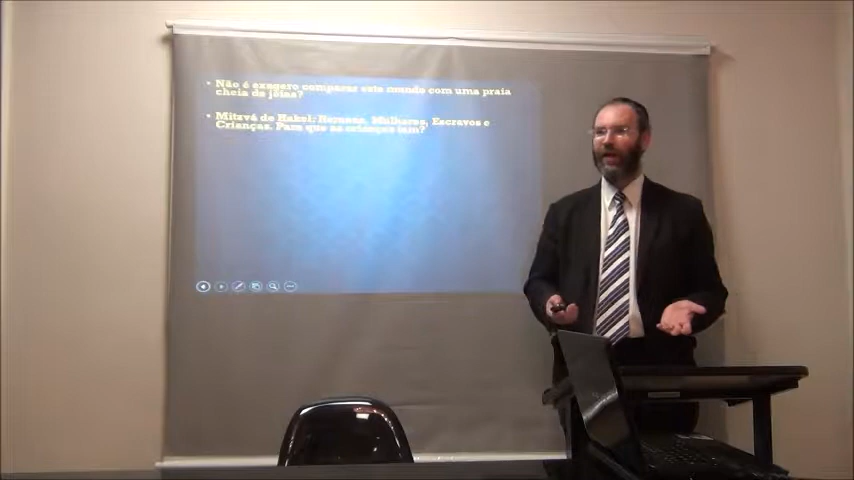 • Não é exagero comparar este mundo com uma praia
cheia de jóias?
• Mitzvá de Hakel: Homens, Mulheres, Escravos e
Crianças. Para que as crianças iam?